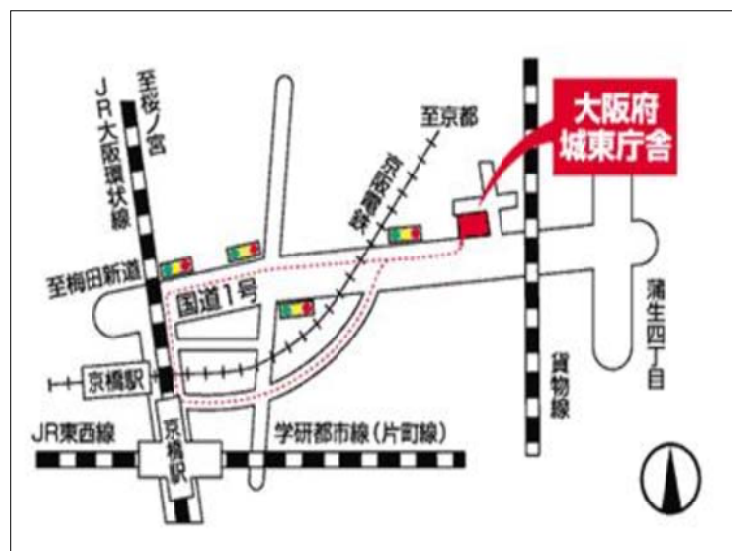 大阪府
城東庁舎
至京都
京阪電鉄
至桜ノ宮
JR大阪環状線
至梅田新道
国道1号
蒲生四丁目
貨物線
京橋駅
京橋駅
JR東西線
学研都市線(片町線)